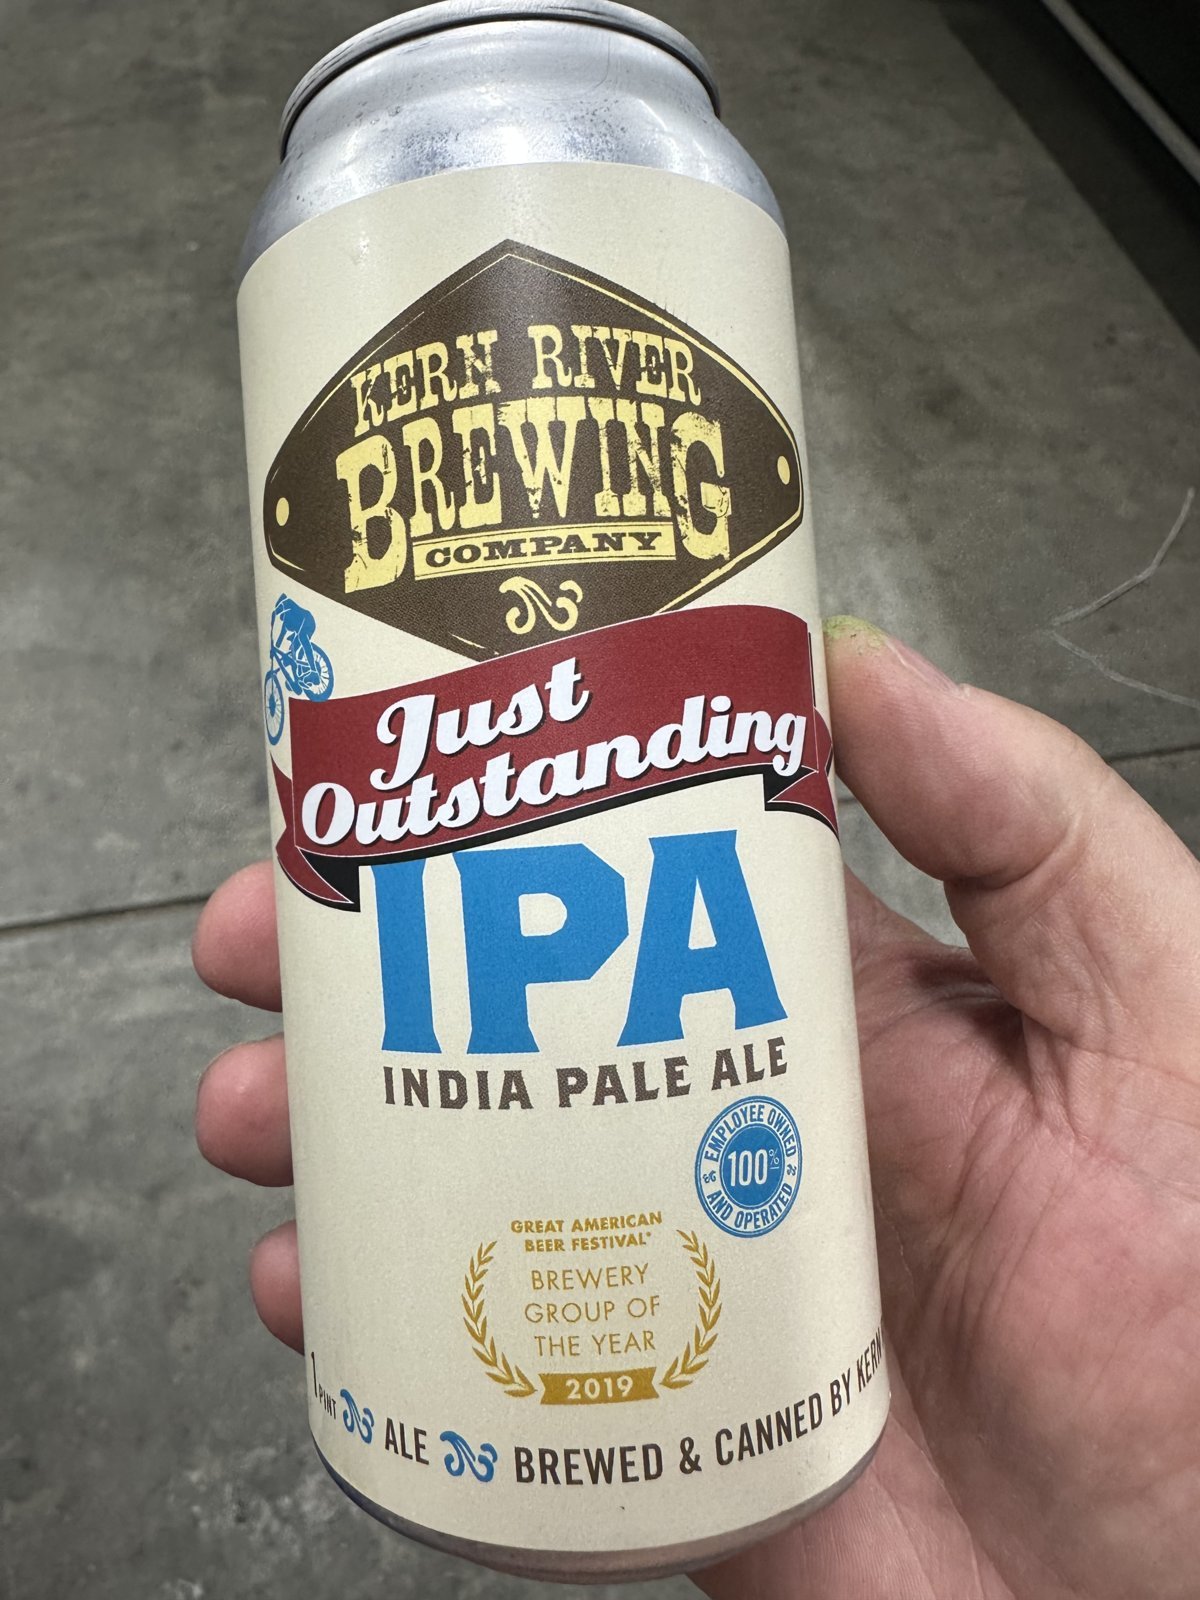 KERN RIVER
BREWING
COMPANY
Just
Outstanding
IPA
INDIA PALE ALE
EMPLOYEE OWNED
100%
AND OPERATED
GREAT AMERICAN
BEER FESTIVAL®
BREWERY
GROUP OF
THE YEAR
2019
1 PINT ALE BREWED & CANNED BY KERN